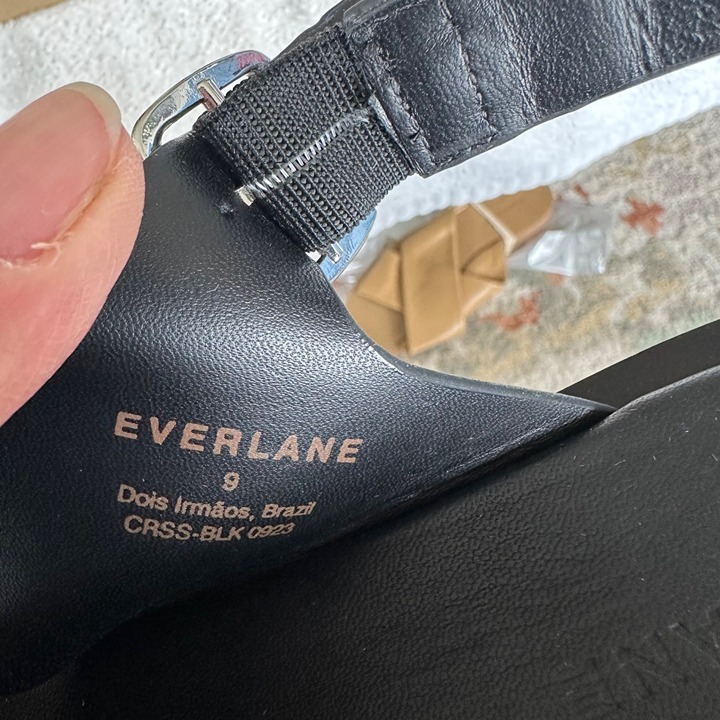 EVERLANE
9
Dois Irmãos, Brazil
CRSS-BLK 0923